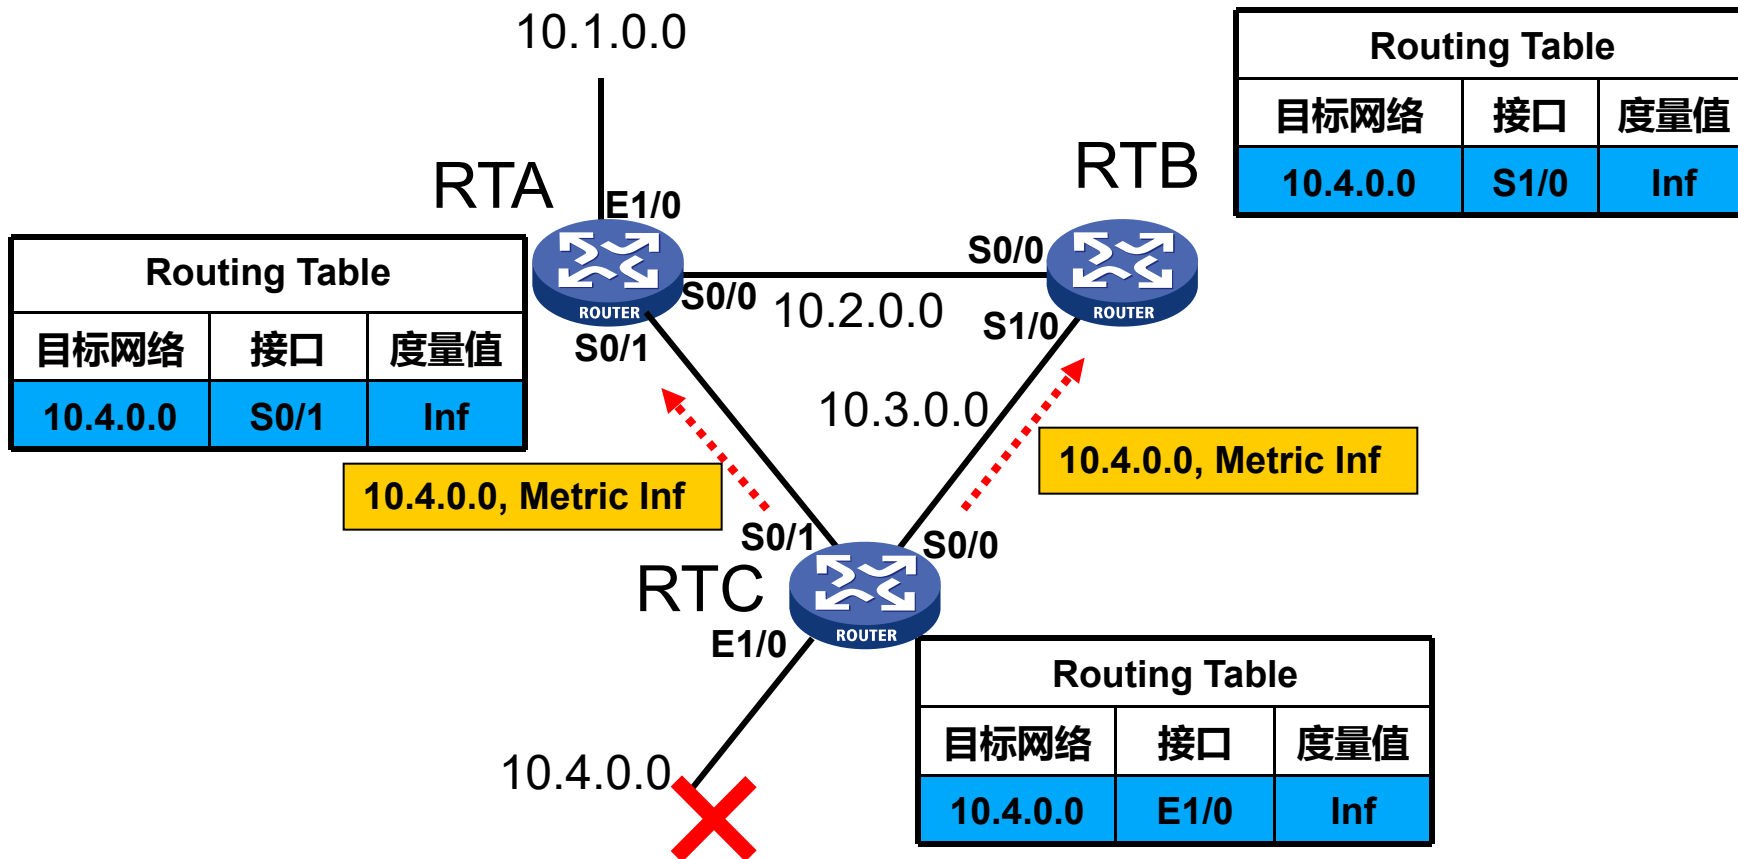 10.1.0.0
Routing Table
目标网络 接口 度量值
10.4.0.0 S1/0 Inf
RTA
RTB
E1/0
Routing Table
目标网络 接口 度量值
10.4.0.0 S0/1 Inf
ROUTER
S0/0
S0/1
10.2.0.0
S0/0
S1/0
ROUTER
10.3.0.0
10.4.0.0, Metric Inf
10.4.0.0, Metric Inf
S0/1
S0/0
RTC
ROUTER
E1/0
Routing Table
目标网络 接口 度量值
10.4.0.0 E1/0 Inf
10.4.0.0